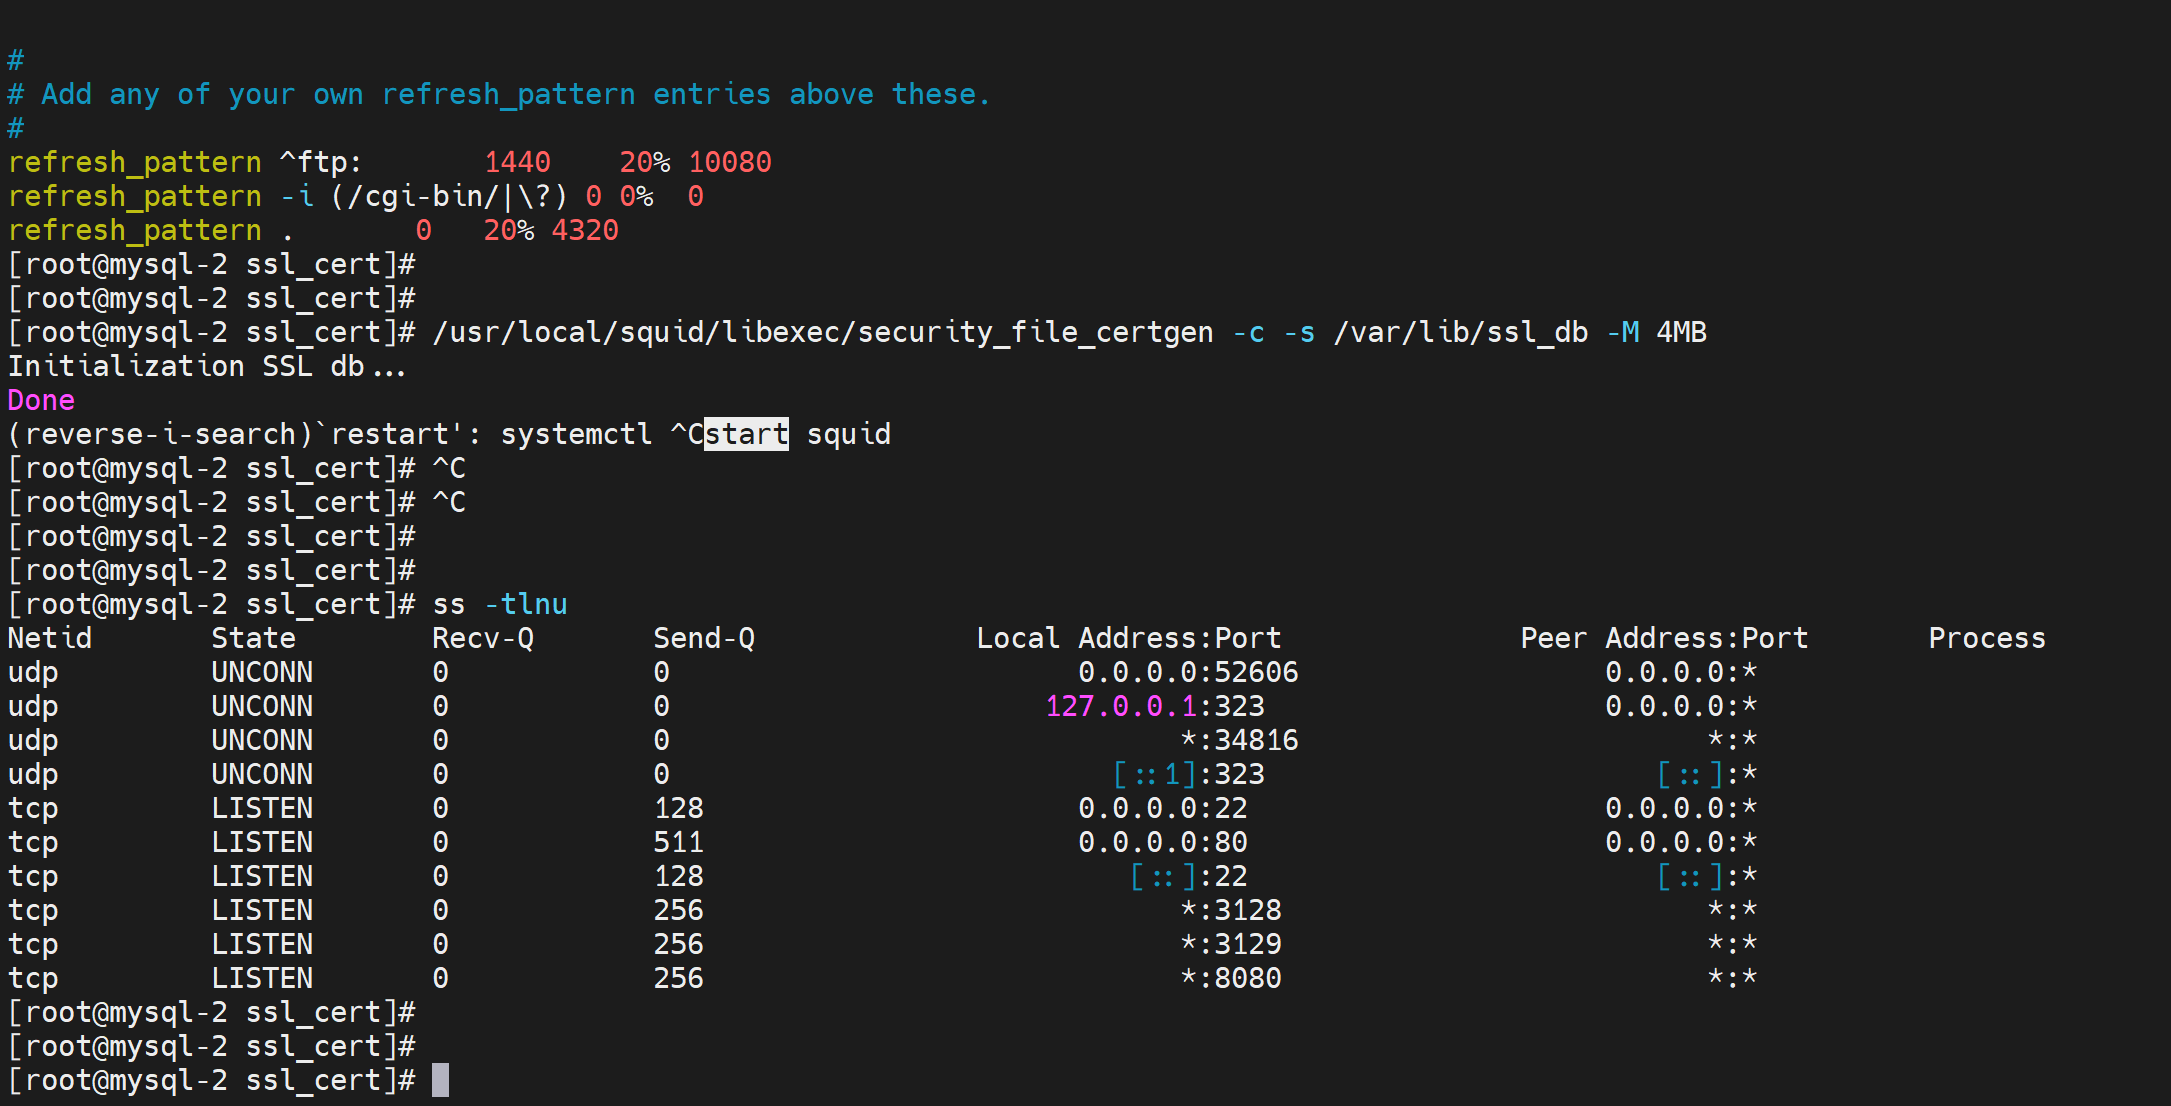 #
# Add any of your own refresh_pattern entries above these.
#
refresh_pattern ^ftp:       1440    20% 10080
refresh_pattern -i (/cgi-bin/|\?) 0 0%  0
refresh_pattern .       0   20% 4320
[root@mysql-2 ssl_cert]#
[root@mysql-2 ssl_cert]#
[root@mysql-2 ssl_cert]# /usr/local/squid/libexec/security_file_certgen -c -s /var/lib/ssl_db -M 4MB
Initialization SSL db...
Done
(reverse-i-search)`restart': systemctl ^Cstart squid
[root@mysql-2 ssl_cert]# ^C
[root@mysql-2 ssl_cert]# ^C
[root@mysql-2 ssl_cert]#
[root@mysql-2 ssl_cert]#
[root@mysql-2 ssl_cert]# ss -tlnu
Netid       State        Recv-Q       Send-Q             Local Address:Port              Peer Address:Port       Process
udp         UNCONN       0            0                        0.0.0.0:52606                  0.0.0.0:*
udp         UNCONN       0            0                      127.0.0.1:323                    0.0.0.0:*
udp         UNCONN       0            0                              *:34816                        *:*
udp         UNCONN       0            0                          [::1]:323                       [::]:*
tcp         LISTEN       0            128                      0.0.0.0:22                     0.0.0.0:*
tcp         LISTEN       0            511                      0.0.0.0:80                     0.0.0.0:*
tcp         LISTEN       0            128                         [::]:22                        [::]:*
tcp         LISTEN       0            256                            *:3128                         *:*
tcp         LISTEN       0            256                            *:3129                         *:*
tcp         LISTEN       0            256                            *:8080                         *:*
[root@mysql-2 ssl_cert]#
[root@mysql-2 ssl_cert]#
[root@mysql-2 ssl_cert]#